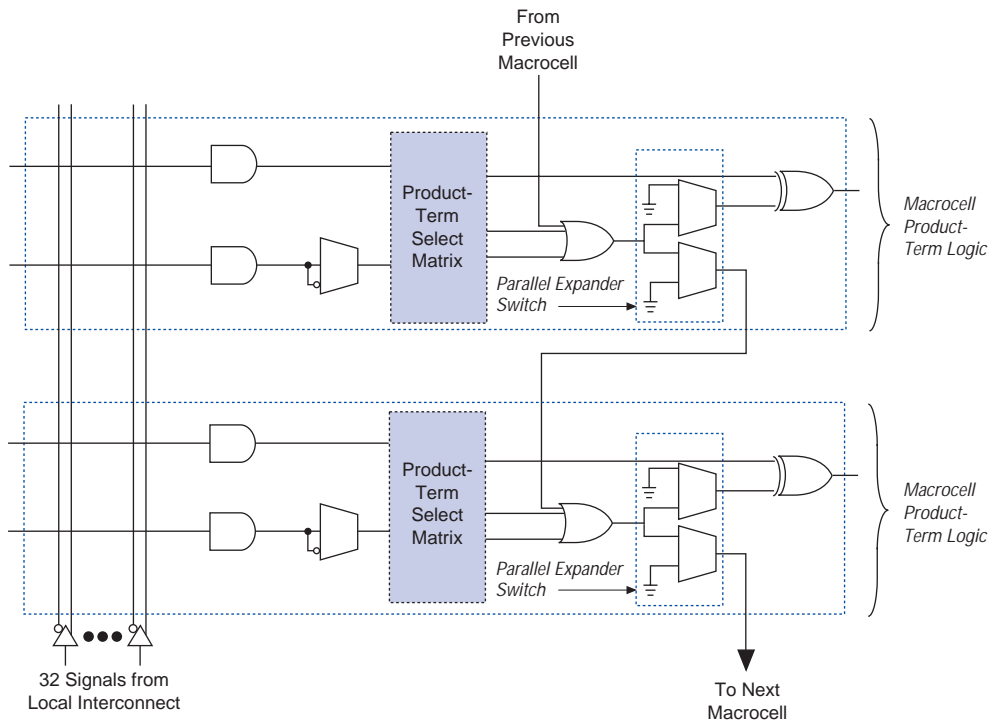 From
Previous
Macrocell
Product-
Term
Select
Matrix
Macrocell
Product-
Term Logic
Parallel Expander
Switch
Product-
Term
Select
Matrix
Macrocell
Product-
Term Logic
Parallel Expander
Switch
32 Signals from
Local Interconnect
To Next
Macrocell